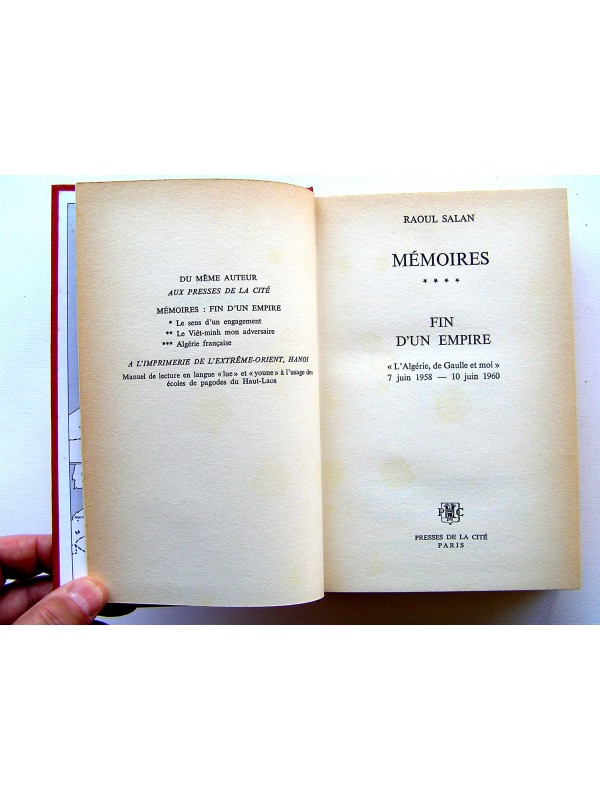 DU MÊME AUTEUR
AUX PRESSES DE LA CITÉ
MÉMOIRES : FIN D'UN EMPIRE
* Le sens d'un engagement
** Le Viêt-minh mon adversaire
*** Algérie française
A L'IMPRIMERIE DE L'EXTRÊME-ORIENT, HANOI
Manuel de lecture en langue « lue » et « youne » à l'usage des
écoles de pagodes du Haut-Laos
RAOUL SALAN
MÉMOIRES
* * * *
FIN
D'UN EMPIRE
« L'Algérie, de Gaulle et moi »
7 juin 1958 — 10 juin 1960
P C
PRESSES DE LA CITÉ
PARIS